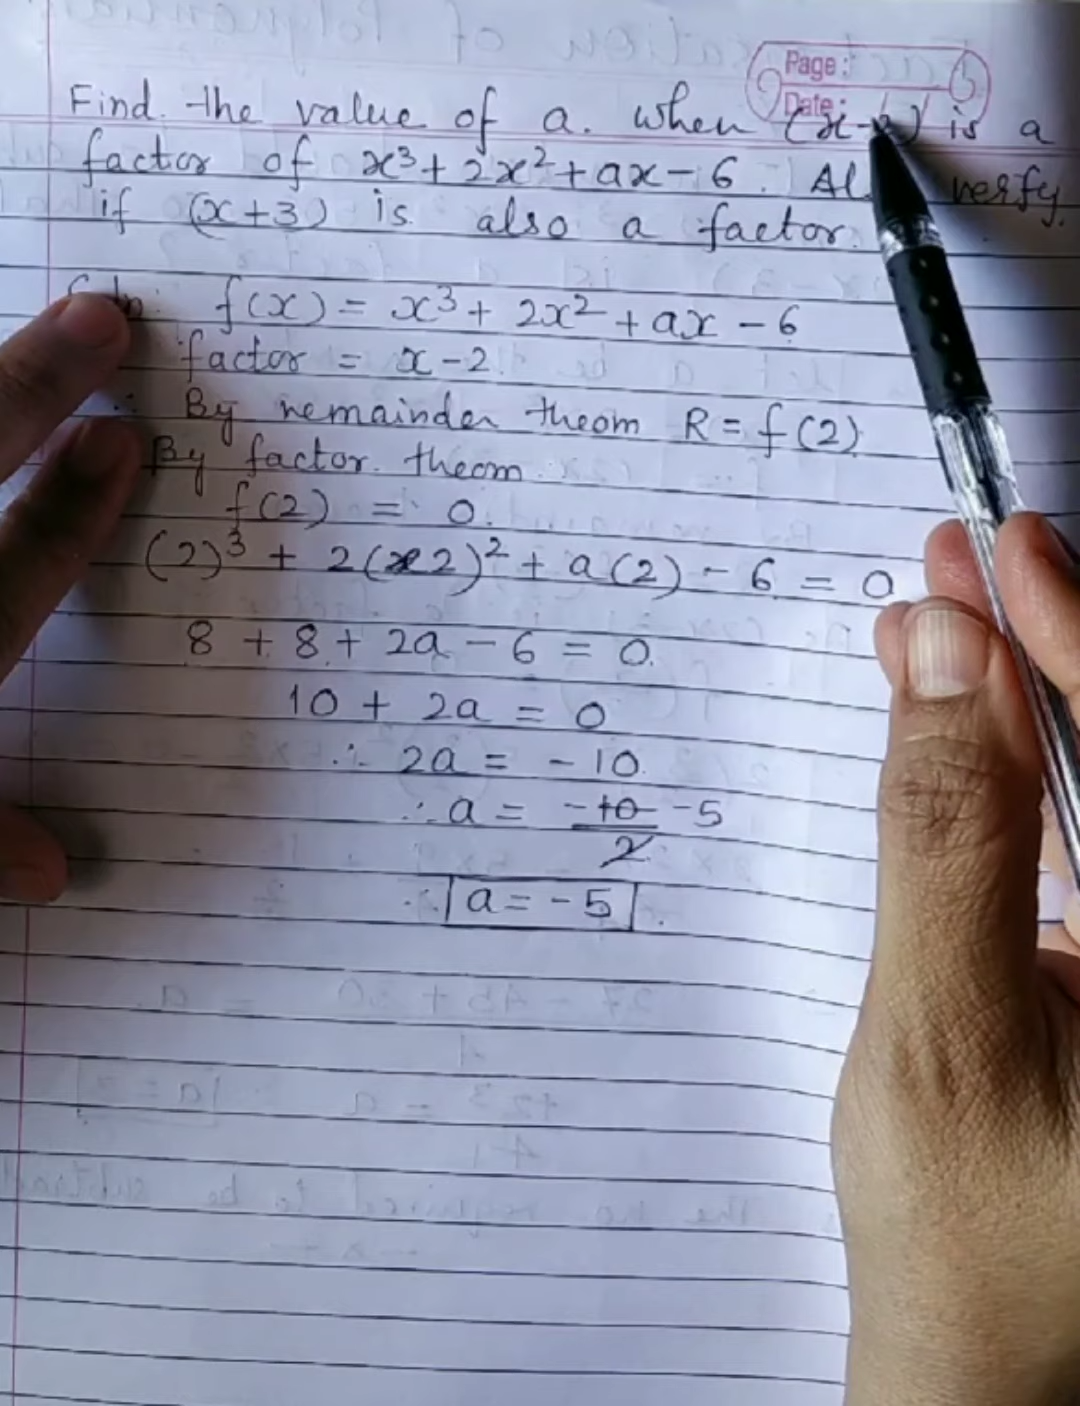 Page:
Date:
Find the value of a. when (x-2) is a
factor of x³+ 2x²+ax-6. verfy
if (x+3) is also a factor.
f(x) = x³+ 2x² + ax - 6
factor = x-2
∴ By remainder theom R = f(2)
By factor theom
f(2) = 0.
(2)³ + 2(2)² + a(2) - 6 = 0
8 + 8 + 2a - 6 = 0.
10 + 2a = 0
∴ 2a = -10
∴ a = -10 -5
2
∴ a = -5.